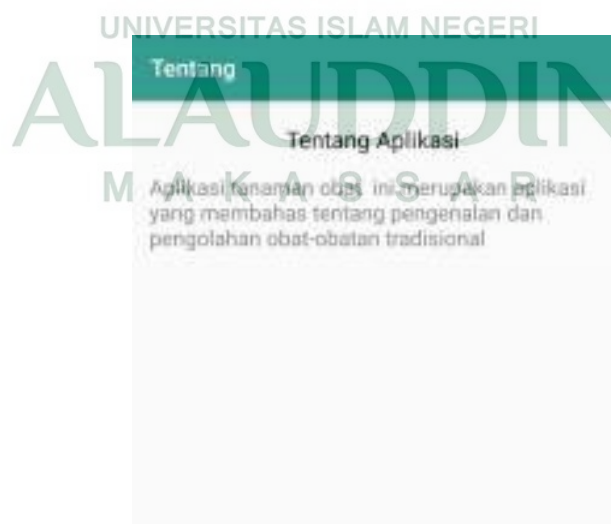 UNIVERSITAS ISLAM NEGERI
Tentang
ALAUDDIN
Tentang Aplikasi
MAKASSAR
Aplikasi tanaman obat ini merupakan aplikasi
yang membahas tentang pengenalan dan
pengolahan obat-obatan tradisional